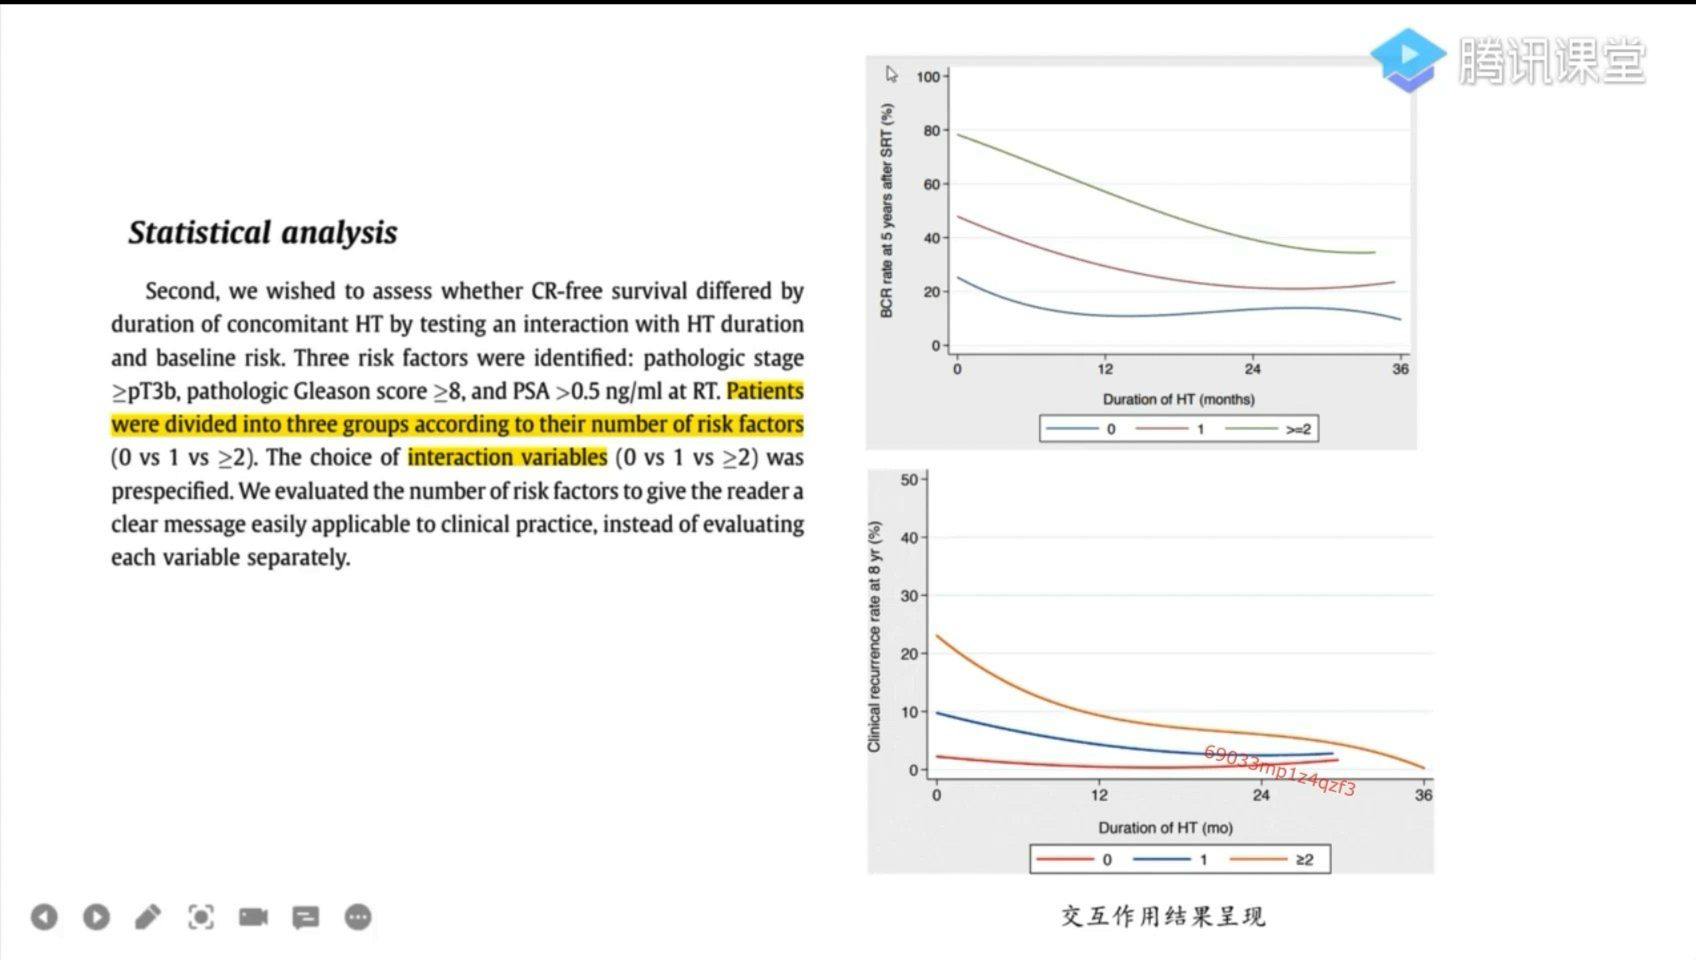 腾讯课堂
Statistical analysis
Second, we wished to assess whether CR-free survival differed by
duration of concomitant HT by testing an interaction with HT duration
and baseline risk. Three risk factors were identified: pathologic stage
≥pT3b, pathologic Gleason score ≥8, and PSA >0.5 ng/ml at RT. Patients
were divided into three groups according to their number of risk factors
(0 vs 1 vs ≥2). The choice of interaction variables (0 vs 1 vs ≥2) was
prespecified. We evaluated the number of risk factors to give the reader a
clear message easily applicable to clinical practice, instead of evaluating
each variable separately.
BCR rate at 5 years after SRT (%)
100
80
60
40
20
0
0 12 24 36
Duration of HT (months)
0 1 >=2
Clinical recurrence rate at 8 yr (%)
50
40
30
20
10
0
0 12 24 36
Duration of HT (mo)
0 1 ≥2
69033mp1z4qzf3
交互作用结果呈现